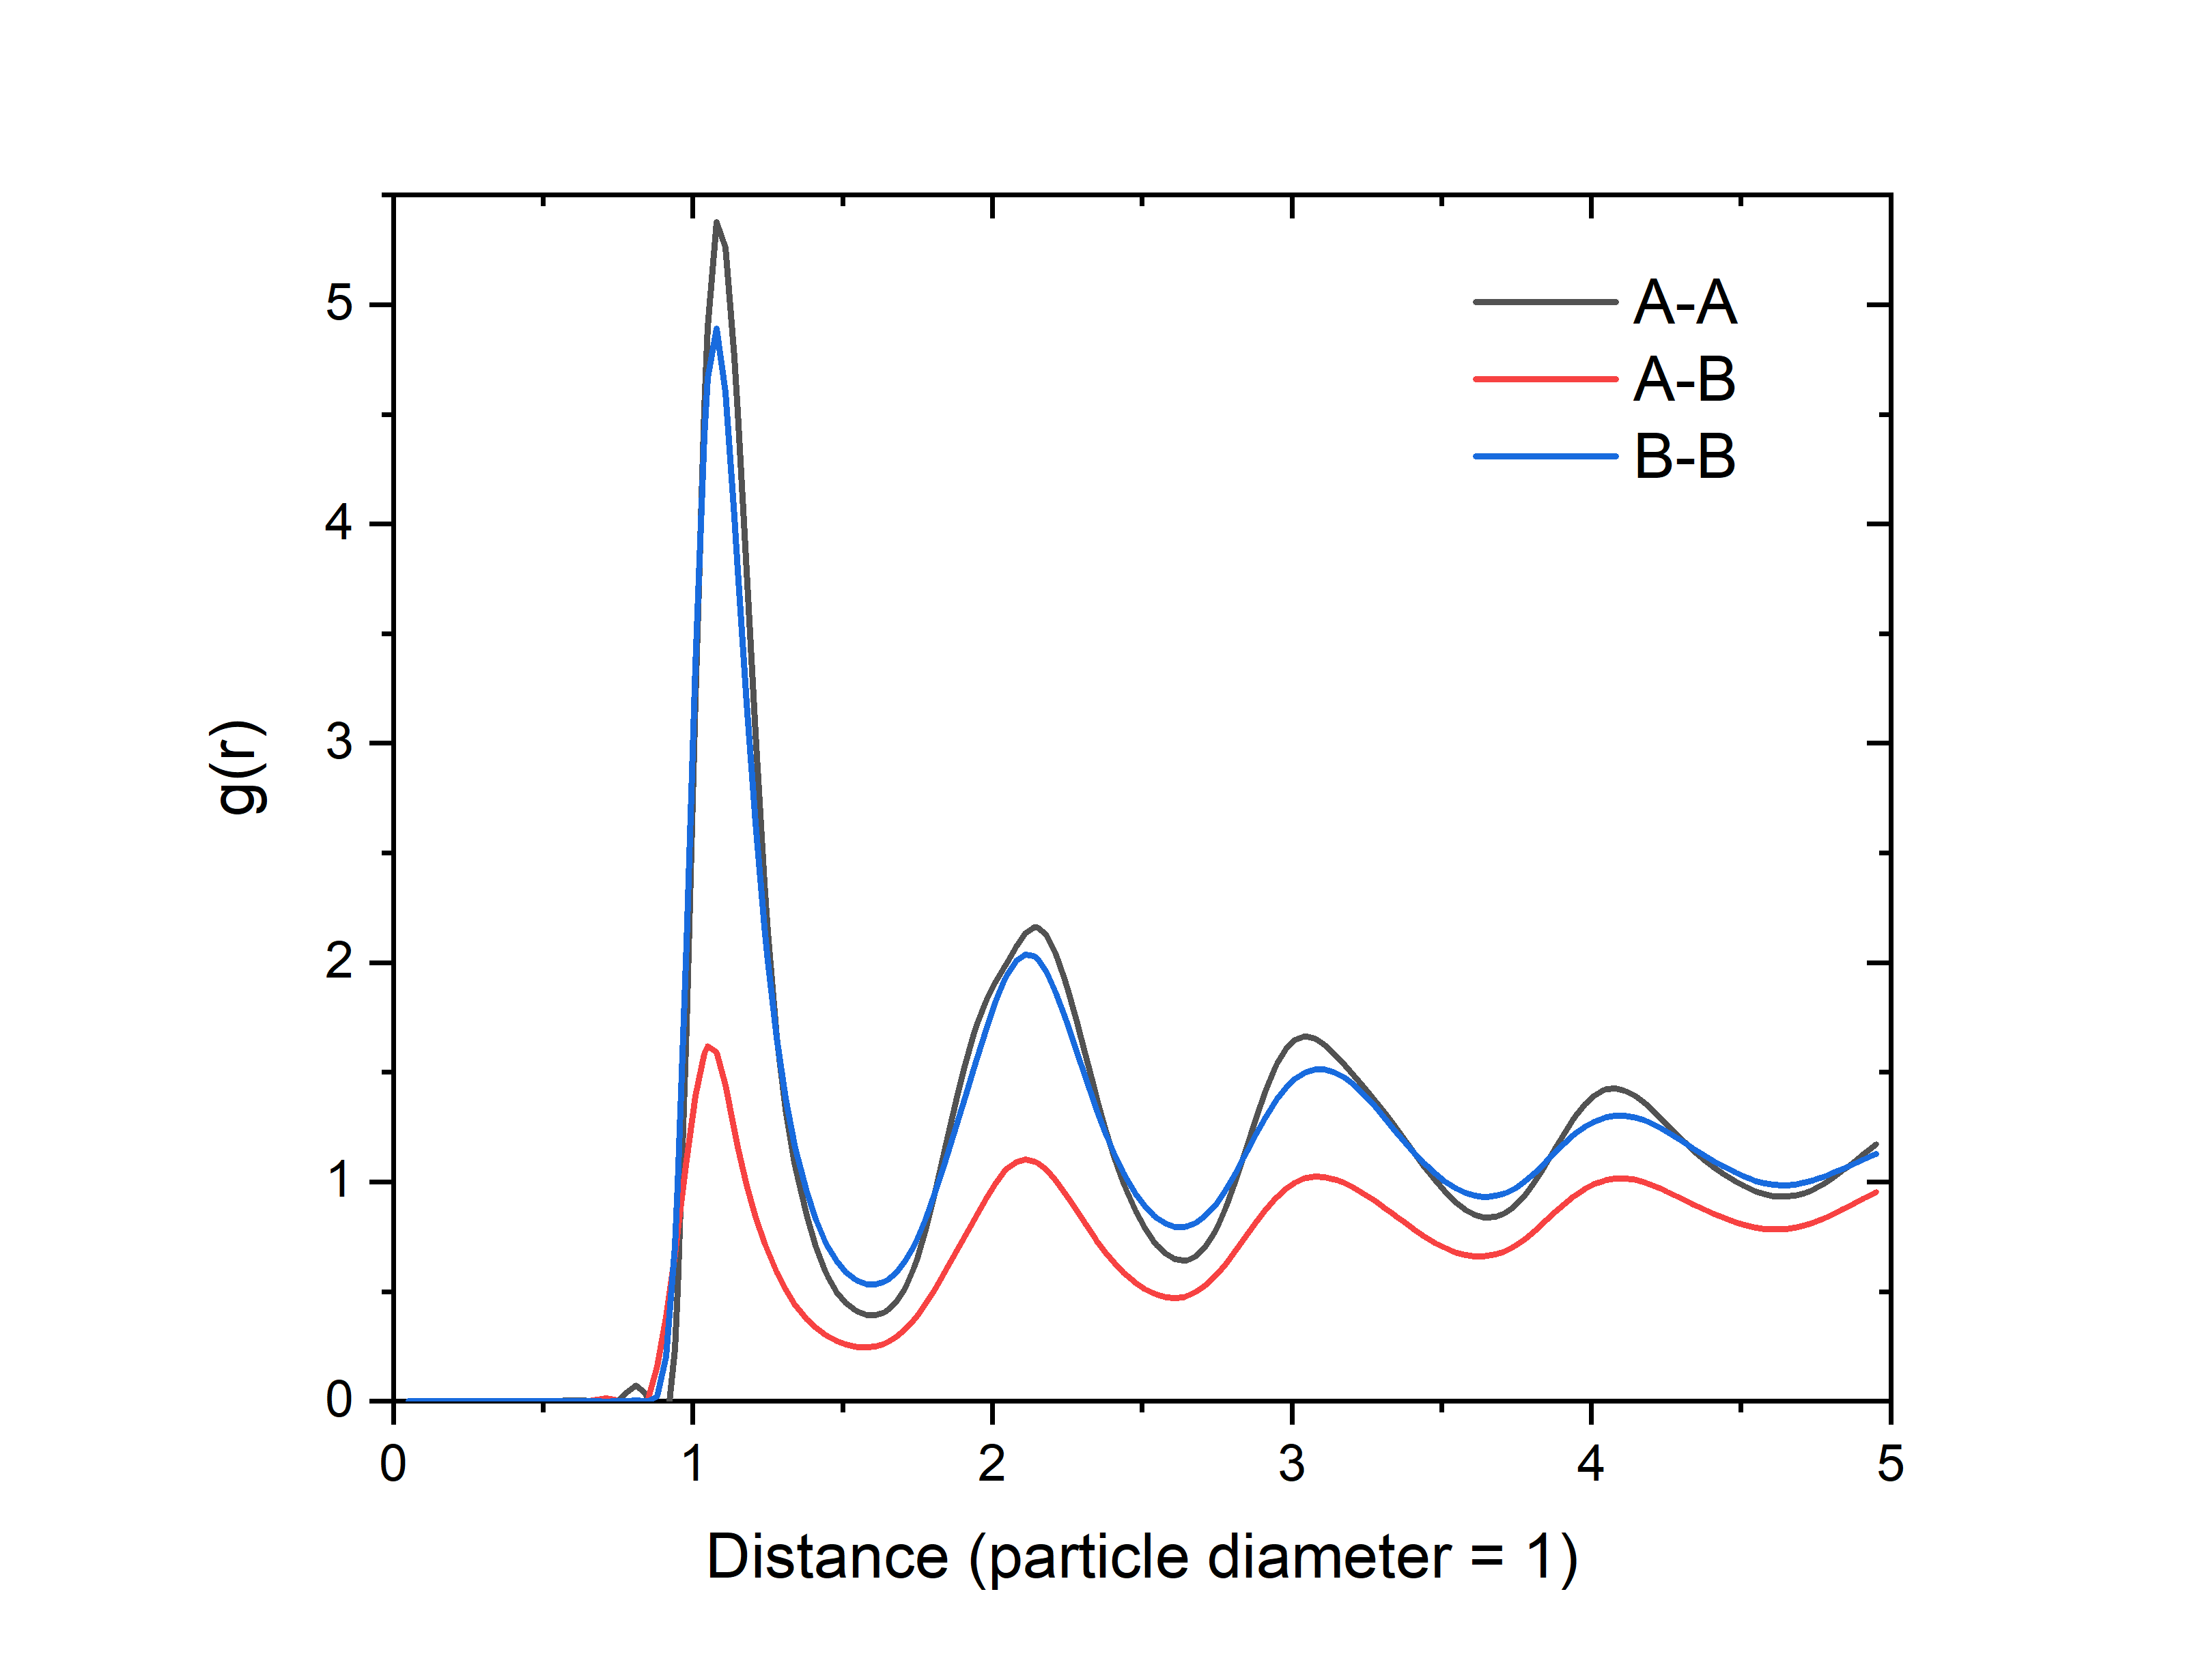 A-A
A-B
B-B
5
4
3
2
1
0
g(r)
0 1 2 3 4 5
Distance (particle diameter = 1)